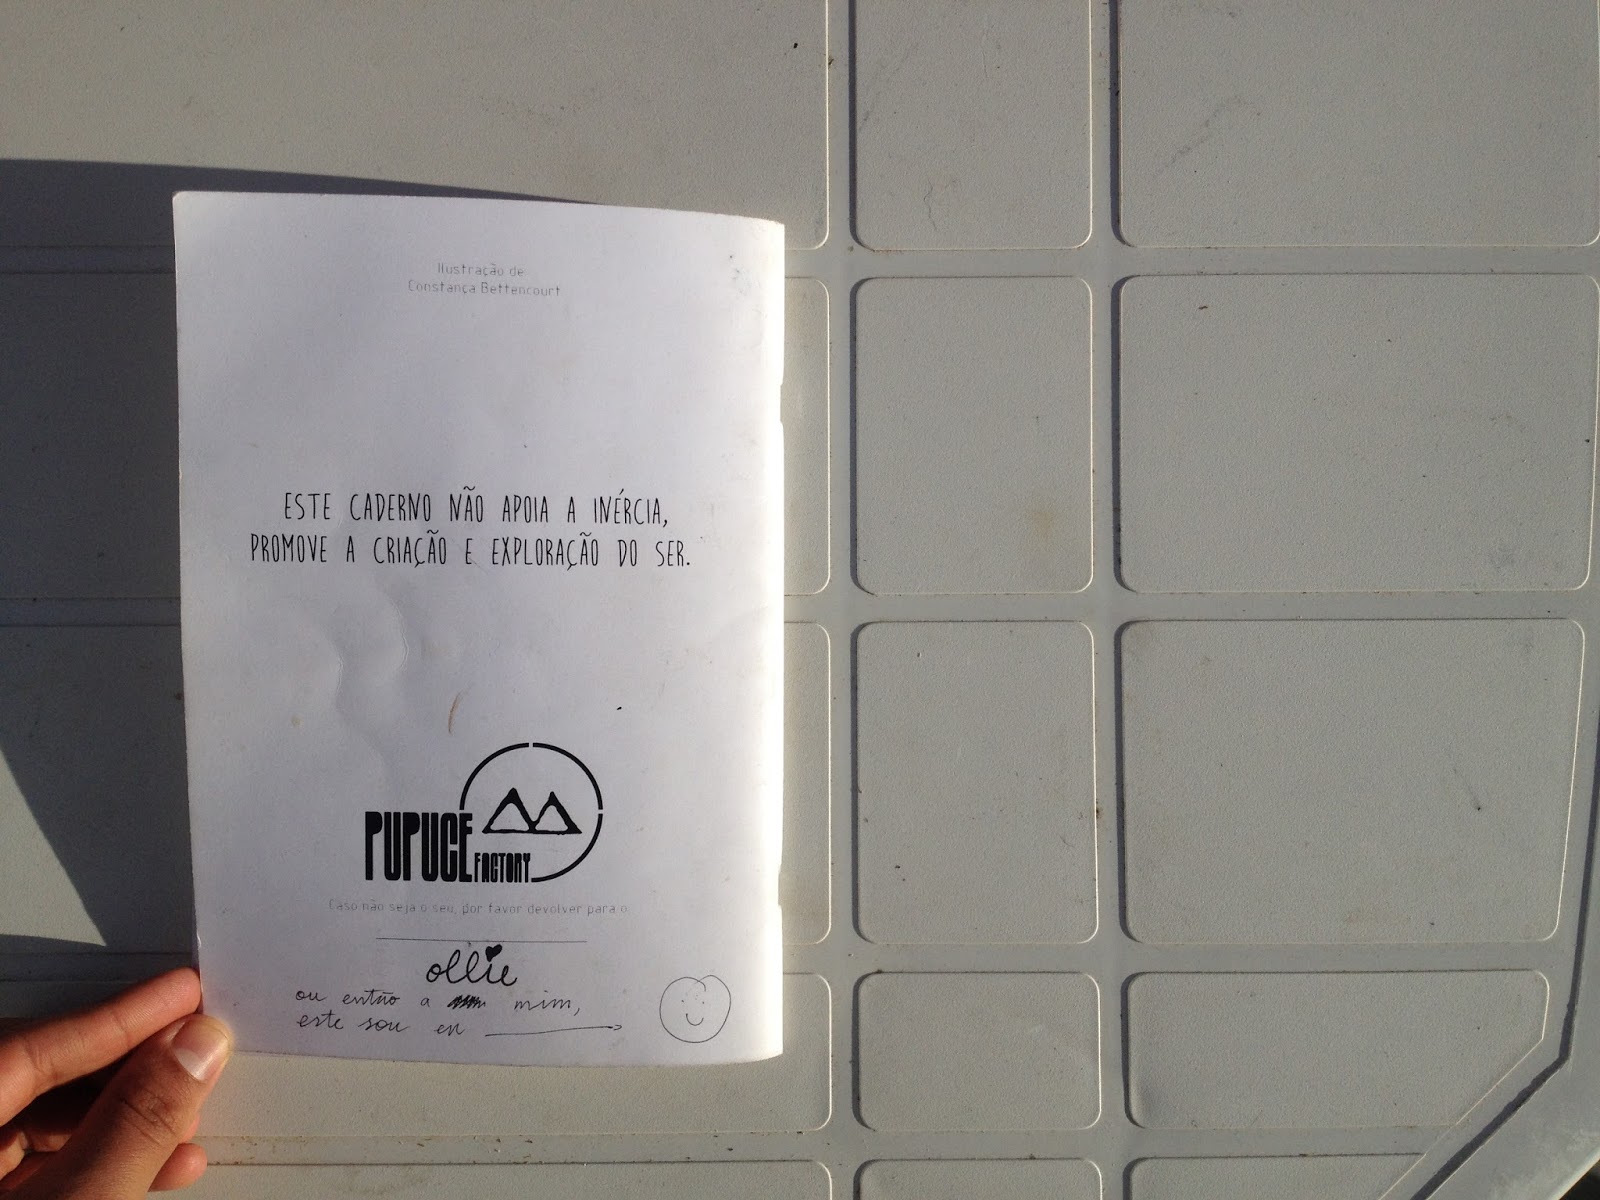 Ilustração de
Constança Bettencourt
ESTE CADERNO NÃO APOIA A INÉRCIA,
PROMOVE A CRIAÇÃO E EXPLORAÇÃO DO SER.
PUPUCE
FACTORY
Caso não seja o seu, por favor devolver para o
ollie
ou então a mim,
este sou eu